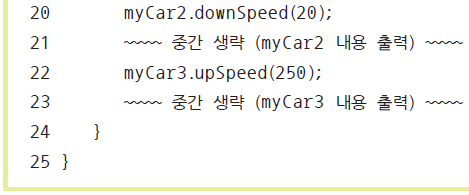 20 myCar2.downSpeed(20);
21 ~~~~ 중간 생략 (myCar2 내용 출력) ~~~~
22 myCar3.upSpeed(250);
23 ~~~~ 중간 생략 (myCar3 내용 출력) ~~~~
24 }
25 }